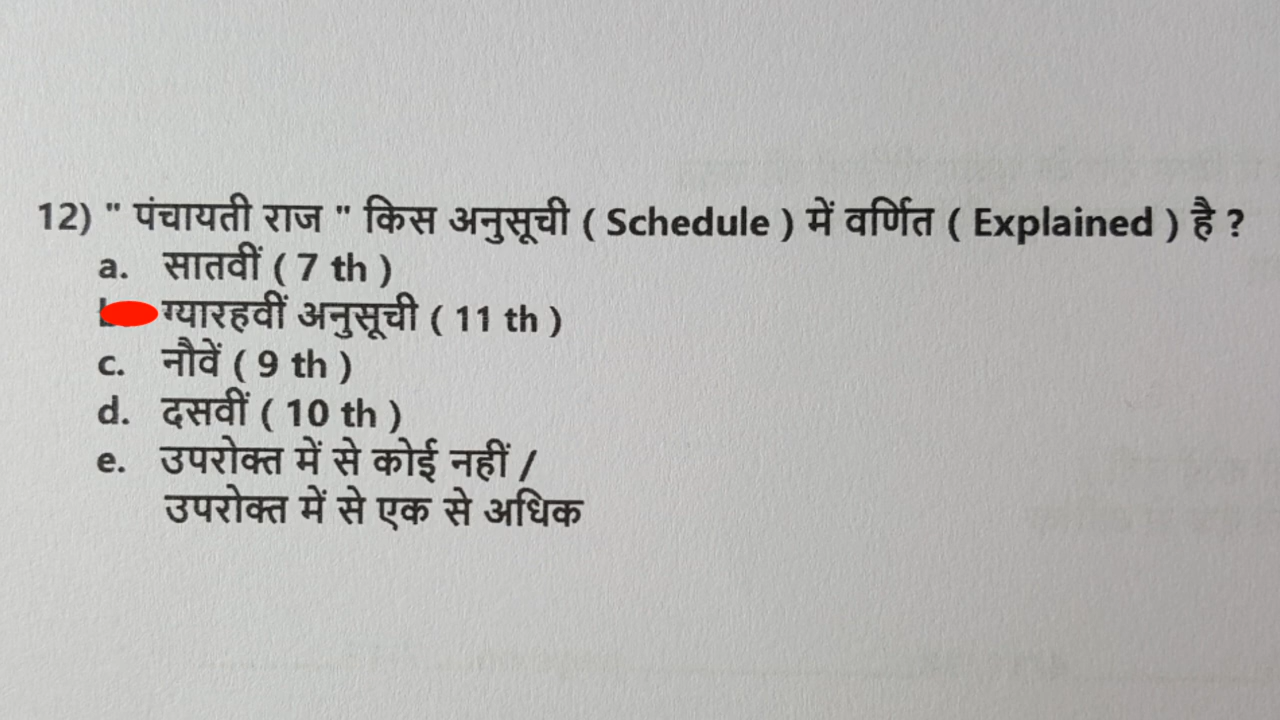 12) " पंचायती राज " किस अनुसूची ( Schedule ) में वर्णित ( Explained ) है ?
a. सातवीं ( 7 th )
ग्यारहवीं अनुसूची ( 11 th )
c. नौवें ( 9 th )
d. दसवीं ( 10 th )
e. उपरोक्त में से कोई नहीं /
उपरोक्त में से एक से अधिक